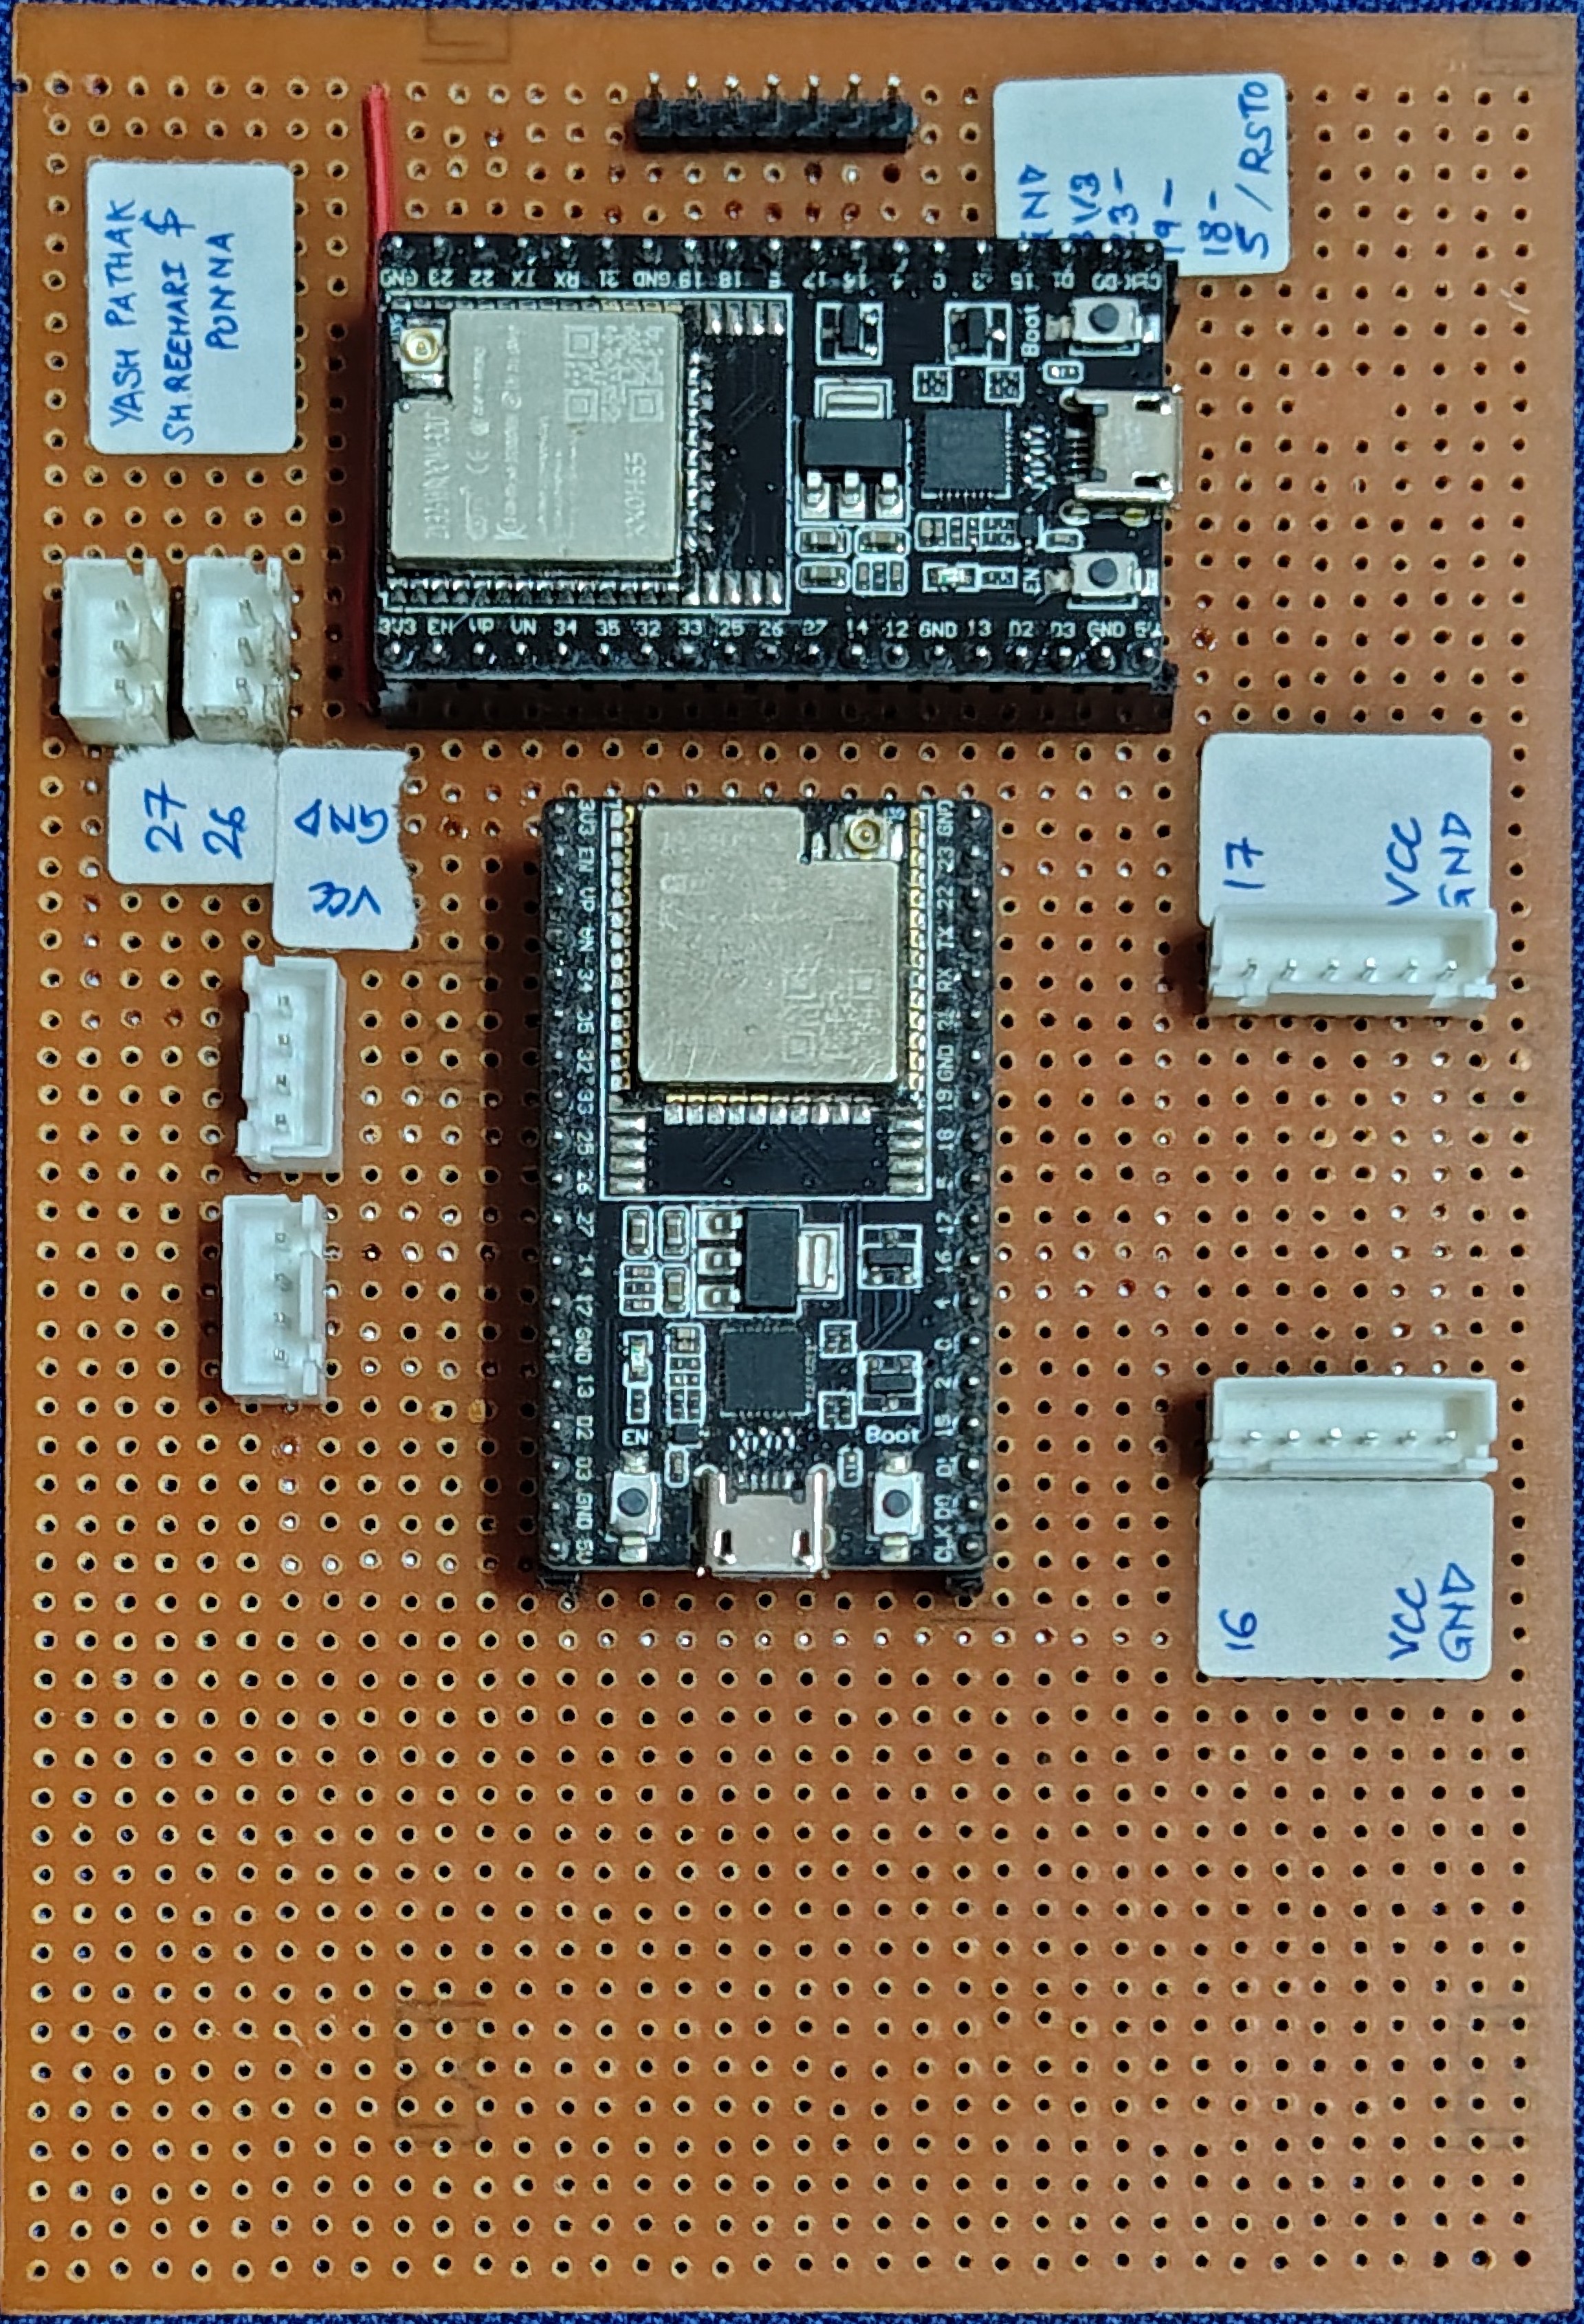 YASH PATHAK
SH.REEHARI $
PONNA
GND
3V3
23-
19-
18-
5/RST0
GND 23 22 TX RX 21 GND 19 18 5 17 16 4 0 2 15 D1 D0 CLK
Boot
EN
3V3 EN VP VN 34 35 32 33 25 26 27 14 12 GND 13 D2 D3 GND 5V
27
26
GND
VCC
3V3 EN VP VN 34 35 32 33 25 26 27 14 12 GND 13 D2 D3 GND 5V
GND 23 22 TX RX 21 GND 19 18 5 17 16 4 0 2 15 D1 D0 CLK
EN
Boot
17
VCC
GND
16
VCC
GND